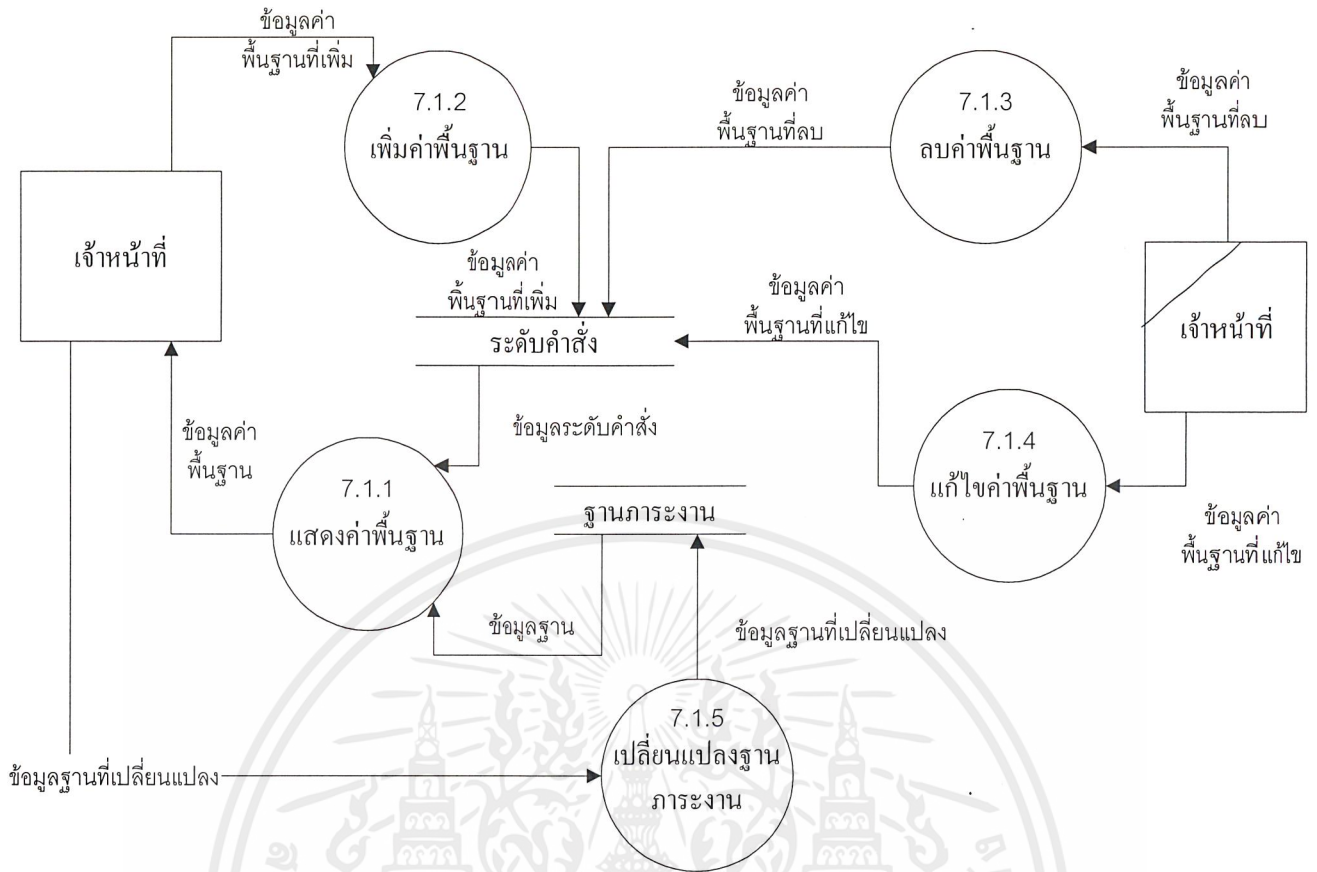 ข้อมูลค่า
พื้นฐานที่เพิ่ม
7.1.2
เพิ่มค่าพื้นฐาน
ข้อมูลค่า
พื้นฐานที่ลบ
7.1.3
ลบค่าพื้นฐาน
ข้อมูลค่า
พื้นฐานที่ลบ
เจ้าหน้าที่
ข้อมูลค่า
พิ้นฐานที่เพิ่ม
ระดับคำสั่ง
ข้อมูลค่า
พื้นฐานที่แก้ไข
เจ้าหน้าที่
ข้อมูลค่า
พื้นฐาน
7.1.1
แสดงค่าพื้นฐาน
ข้อมูลระดับคำสั่ง
ฐานภาระงาน
7.1.4
แก้ไขค่าพื้นฐาน
ข้อมูลค่า
พื้นฐานที่แก้ไข
ข้อมูลฐาน
ข้อมูลฐานที่เปลี่ยนแปลง
7.1.5
เปลี่ยนแปลงฐาน
ภาระงาน
ข้อมูลฐานที่เปลี่ยนแปลง